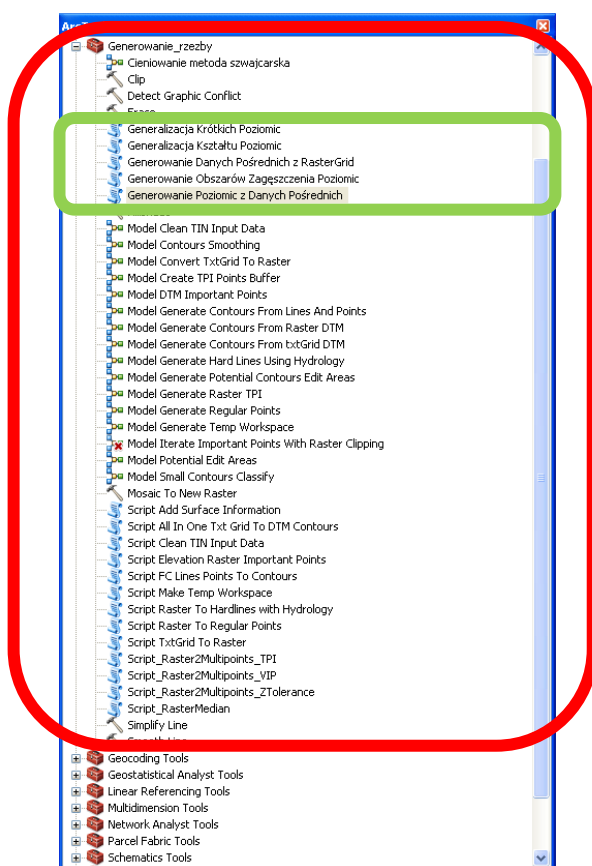 Generowanie_rzezby
Cieniowanie metoda szwajcarska
Clip
Detect Graphic Conflict
Erase
Generalizacja Krótkich Poziomic
Generalizacja Kształtu Poziomic
Generowanie Danych Pośrednich z RasterGrid
Generowanie Obszarów Zagęszczenia Poziomic
Generowanie Poziomic z Danych Pośrednich
Model Clean TIN Input Data
Model Contours Smoothing
Model Convert TxtGrid To Raster
Model Create TPI Points Buffer
Model DTM Important Points
Model Generate Contours From Lines And Points
Model Generate Contours From Raster DTM
Model Generate Contours From txtGrid DTM
Model Generate Hard Lines Using Hydrology
Model Generate Potential Contours Edit Areas
Model Generate Raster TPI
Model Generate Regular Points
Model Generate Temp Workspace
Model Iterate Important Points With Raster Clipping
Model Potential Edit Areas
Model Small Contours Classify
Mosaic To New Raster
Script Add Surface Information
Script All In One Txt Grid To DTM Contours
Script Clean TIN Input Data
Script Elevation Raster Important Points
Script FC Lines Points To Contours
Script Make Temp Workspace
Script Raster To Hardlines with Hydrology
Script Raster To Regular Points
Script TxtGrid To Raster
Script_Raster2Multipoints_TPI
Script_Raster2Multipoints_VIP
Script_Raster2Multipoints_ZTolerance
Script_RasterMedian
Simplify Line
Smooth Line
Geocoding Tools
Geostatistical Analyst Tools
Linear Referencing Tools
Multidimension Tools
Network Analyst Tools
Parcel Fabric Tools
Schematics Tools